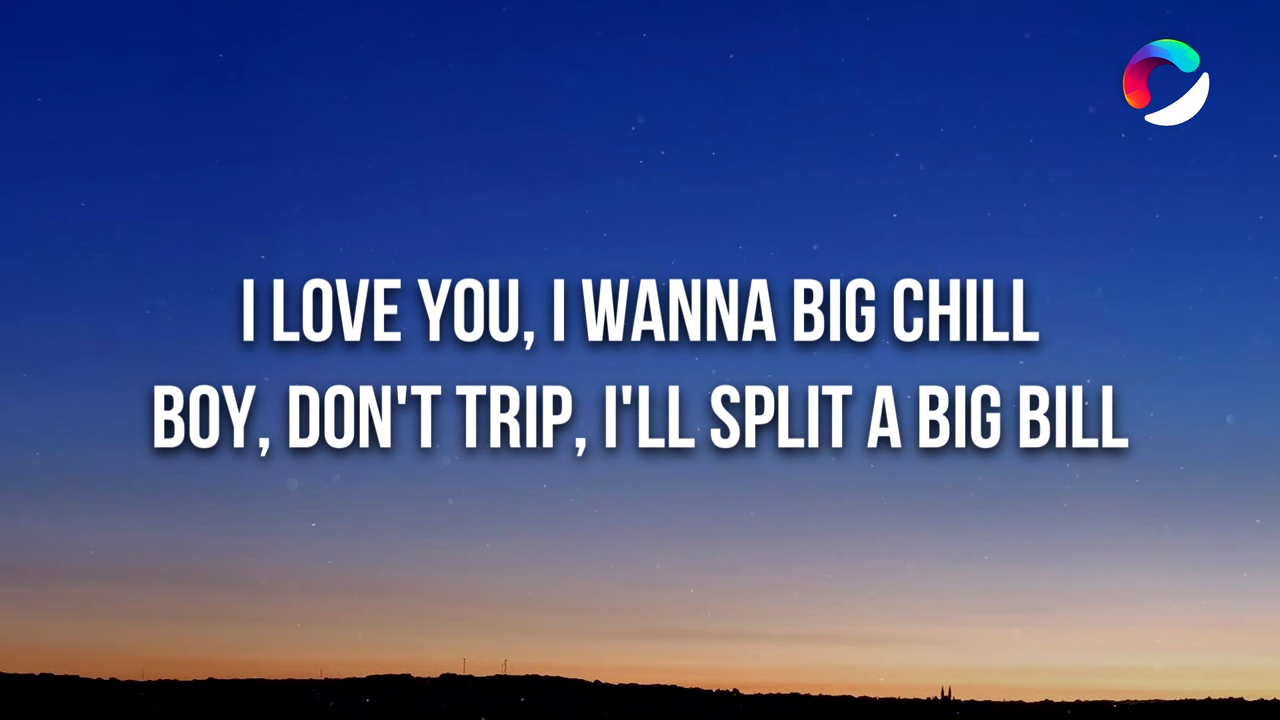 I LOVE YOU, I WANNA BIG CHILL
BOY, DON'T TRIP, I'LL SPLIT A BIG BILL